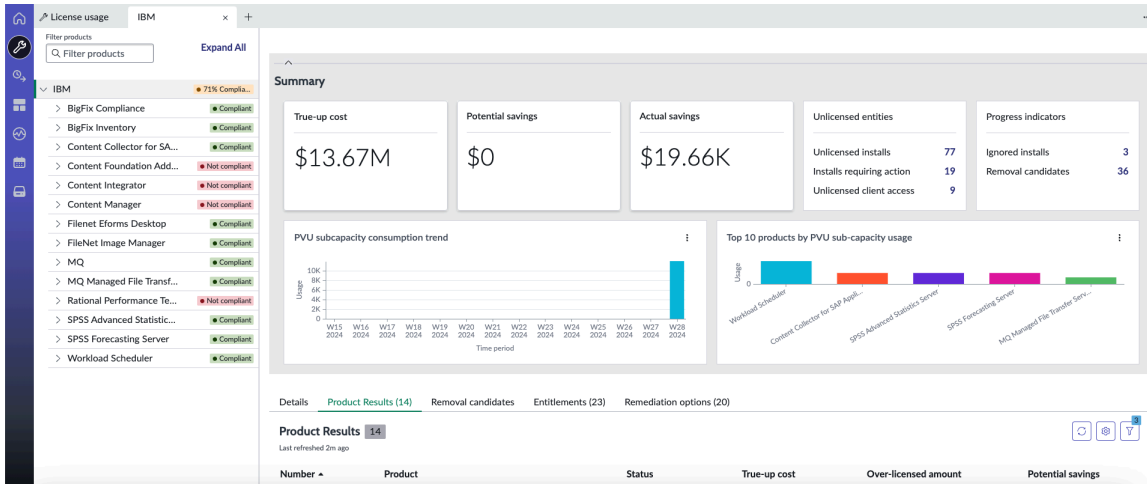 License usage
IBM
Filter products
Filter products
Expand All
IBM
71% Complia...
BigFix Compliance
Compliant
BigFix Inventory
Compliant
Content Collector for SA...
Compliant
Content Foundation Add...
Not compliant
Content Integrator
Not compliant
Content Manager
Not compliant
Filenet Eforms Desktop
Compliant
FileNet Image Manager
Compliant
MQ
Compliant
MQ Managed File Transf...
Compliant
Rational Performance Te...
Not compliant
SPSS Advanced Statistic...
Compliant
SPSS Forecasting Server
Compliant
Workload Scheduler
Compliant
Summary
True-up cost
$13.67M
Potential savings
$0
Actual savings
$19.66K
Unlicensed entities
Unlicensed installs 77
Installs requiring action 19
Unlicensed client access 9
Progress indicators
Ignored installs 3
Removal candidates 36
PVU subcapacity consumption trend
Usage
10K
8K
6K
4K
2K
0
W15 W16 W17 W18 W19 W20 W21 W22 W23 W24 W25 W26 W27 W28
2024 2024 2024 2024 2024 2024 2024 2024 2024 2024 2024 2024 2024 2024
Time period
Top 10 products by PVU sub-capacity usage
Usage
0
Workload Scheduler
Content Collector for SAP Appli...
SPSS Advanced Statistics Server
SPSS Forecasting Server
MQ Managed File Transfer Serv...
Details Product Results (14) Removal candidates Entitlements (23) Remediation options (20)
Product Results 14
3
Last refreshed 2m ago
Number Product Status True-up cost Over-licensed amount Potential savings